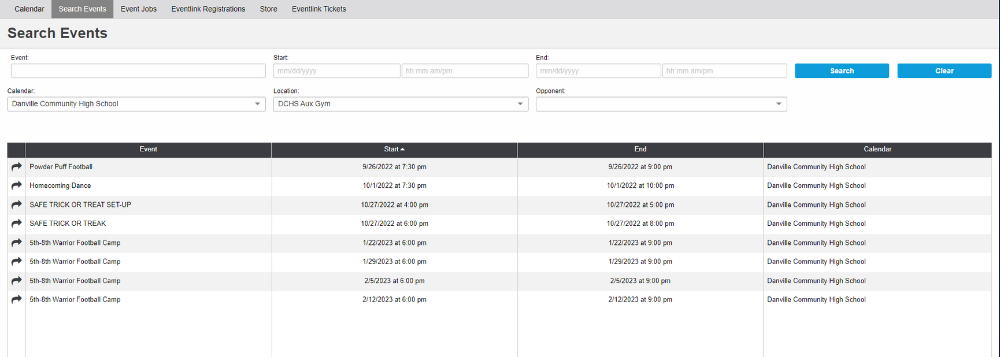 Calendar Search Events Event Jobs Eventlink Registrations Store Eventlink Tickets
Search Events
Event: Start: End:
mm/dd/yyyy hh:mm am/pm mm/dd/yyyy hh:mm am/pm Search Clear
Calendar: Location: Opponent:
Danville Community High School DCHS Aux Gym
Event Start End Calendar
Powder Puff Football 9/26/2022 at 7:30 pm 9/26/2022 at 9:00 pm Danville Community High School
Homecoming Dance 10/1/2022 at 7:30 pm 10/1/2022 at 10:00 pm Danville Community High School
SAFE TRICK OR TREAT SET-UP 10/27/2022 at 4:00 pm 10/27/2022 at 5:00 pm Danville Community High School
SAFE TRICK OR TREAK 10/27/2022 at 6:00 pm 10/27/2022 at 8:00 pm Danville Community High School
5th-8th Warrior Football Camp 1/22/2023 at 6:00 pm 1/22/2023 at 9:00 pm Danville Community High School
5th-8th Warrior Football Camp 1/29/2023 at 6:00 pm 1/29/2023 at 9:00 pm Danville Community High School
5th-8th Warrior Football Camp 2/5/2023 at 6:00 pm 2/5/2023 at 9:00 pm Danville Community High School
5th-8th Warrior Football Camp 2/12/2023 at 6:00 pm 2/12/2023 at 9:00 pm Danville Community High School